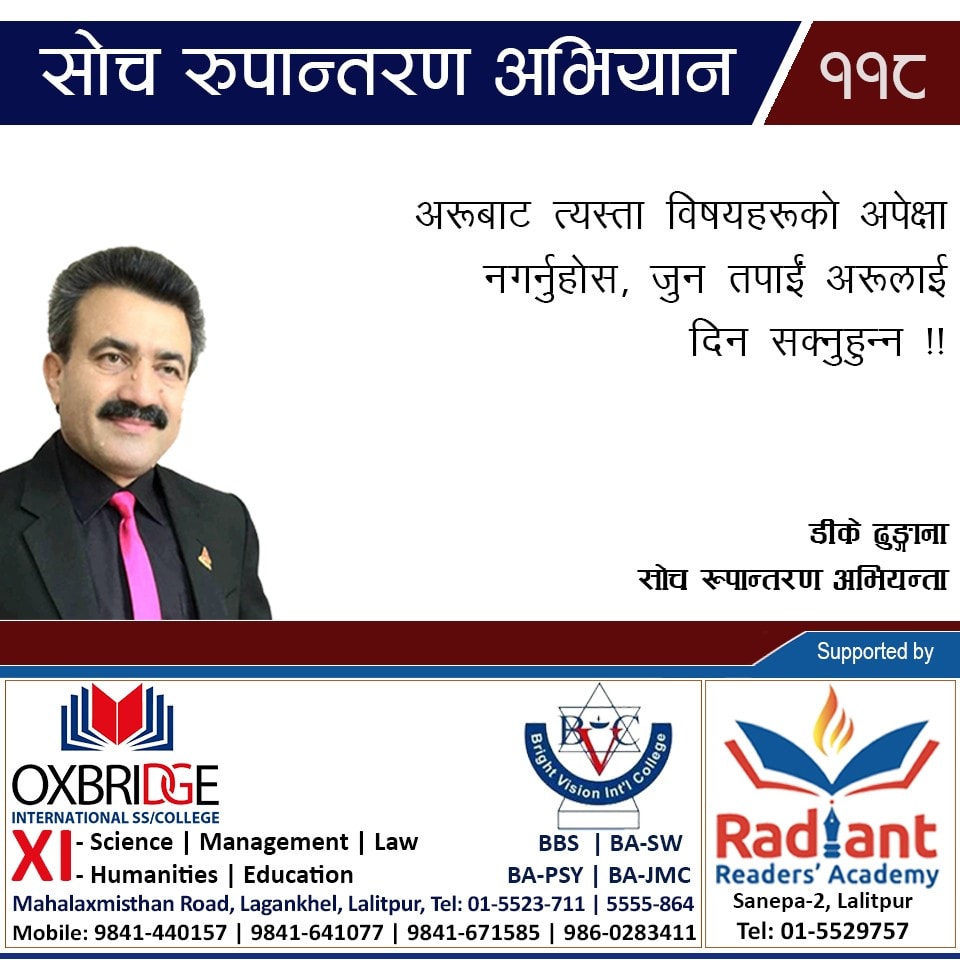 सोच रुपान्तरण अभियान ११८
अरूबाट त्यस्ता विषयहरूको अपेक्षा
नगर्नुहोस, जुन तपाईं अरूलाई
दिन सक्नुहुन्न !!
डीके ढुङ्गाना
सोच रूपान्तरण अभियन्ता
Supported by
OXBRIDGE
INTERNATIONAL SS/COLLEGE
XI - Science | Management | Law
- Humanities | Education
BVC
Bright Vision Int'l College
BBS | BA-SW
BA-PSY | BA-JMC
Mahalaxmisthan Road, Lagankhel, Lalitpur, Tel: 01-5523-711 | 5555-864
Mobile: 9841-440157 | 9841-641077 | 9841-671585 | 986-0283411
Radiant
Readers' Academy
Sanepa-2, Lalitpur
Tel: 01-5529757